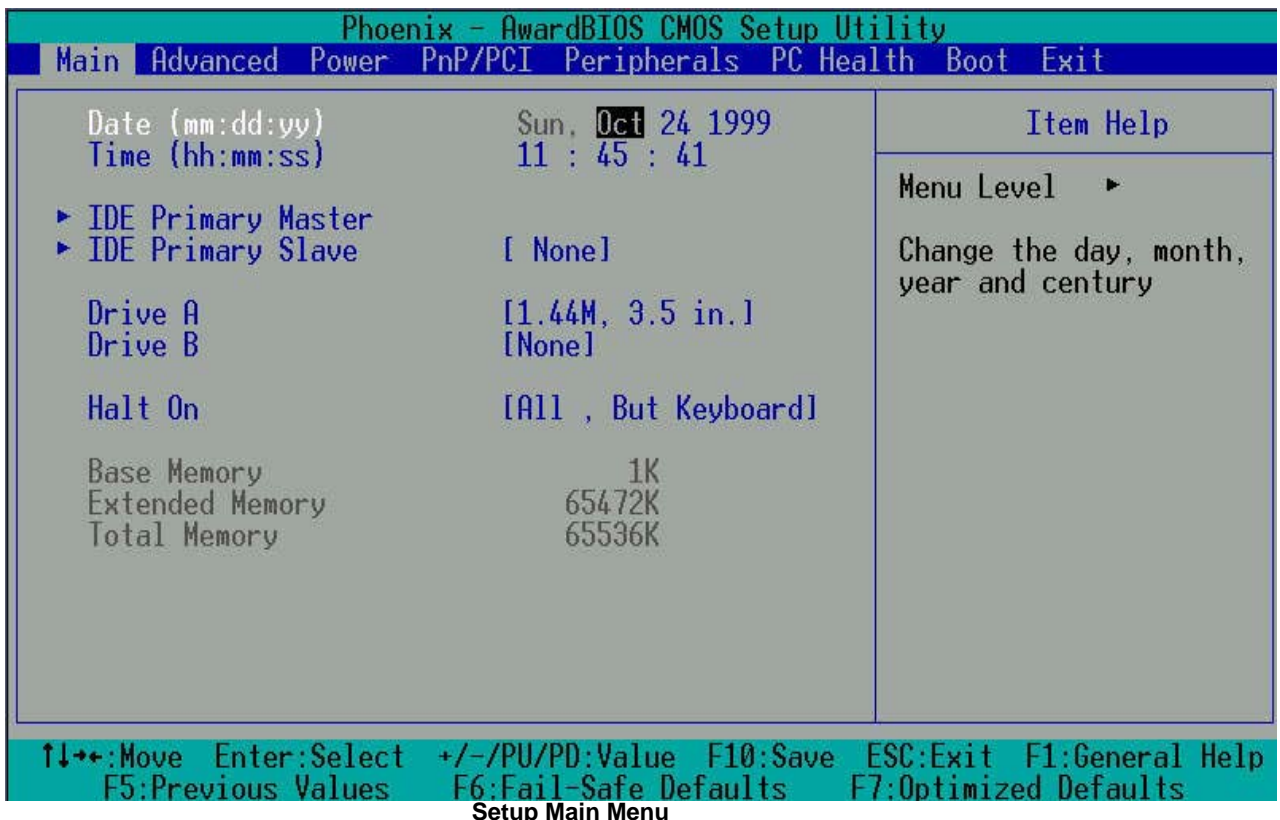 Phoenix - AwardBIOS CMOS Setup Utility
Main Advanced Power PnP/PCI Peripherals PC Health Boot Exit
Date (mm:dd:yy) Sun, Oct 24 1999
Time (hh:mm:ss) 11 : 45 : 41
▶ IDE Primary Master
▶ IDE Primary Slave [ None]
Drive A [1.44M, 3.5 in.]
Drive B [None]
Halt On [All , But Keyboard]
Base Memory 1K
Extended Memory 65472K
Total Memory 65536K
Item Help
Menu Level ▶
Change the day, month,
year and century
↑↓→←:Move Enter:Select +/-/PU/PD:Value F10:Save ESC:Exit F1:General Help
F5:Previous Values F6:Fail-Safe Defaults F7:Optimized Defaults
Setup Main Menu